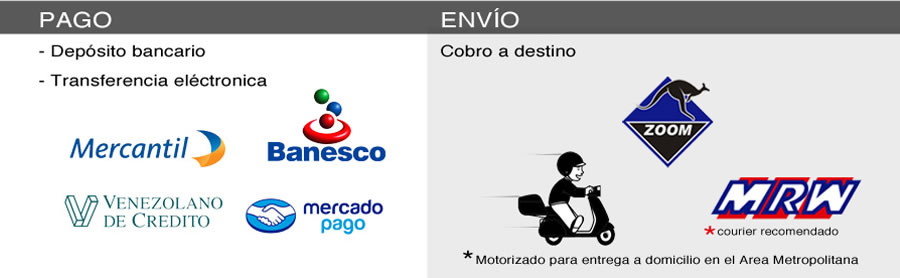 PAGO
- Depósito bancario
- Transferencia eléctronica
Mercantil
Banesco
VENEZOLANO
DE CREDITO
mercado
pago
ENVÍO
Cobro a destino
ZOOM
MRW
*courier recomendado
*Motorizado para entrega a domicilio en el Area Metropolitana